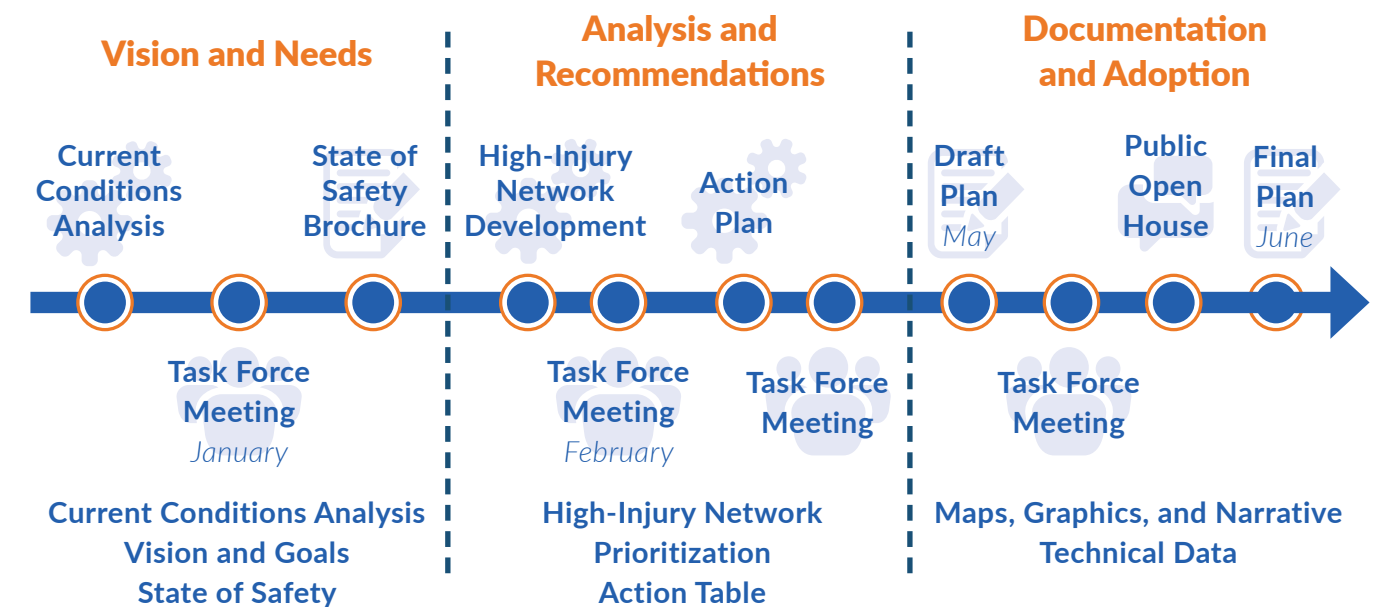 Vision and Needs
Analysis and
Recommendations
Documentation
and Adoption
Current
Conditions
Analysis
State of
Safety
Brochure
High-Injury
Network
Development
Action
Plan
Draft
Plan
May
Public
Open
House
Final
Plan
June
Task Force
Meeting
January
Task Force
Meeting
February
Task Force
Meeting
Task Force
Meeting
Current Conditions Analysis
Vision and Goals
State of Safety
High-Injury Network
Prioritization
Action Table
Maps, Graphics, and Narrative
Technical Data